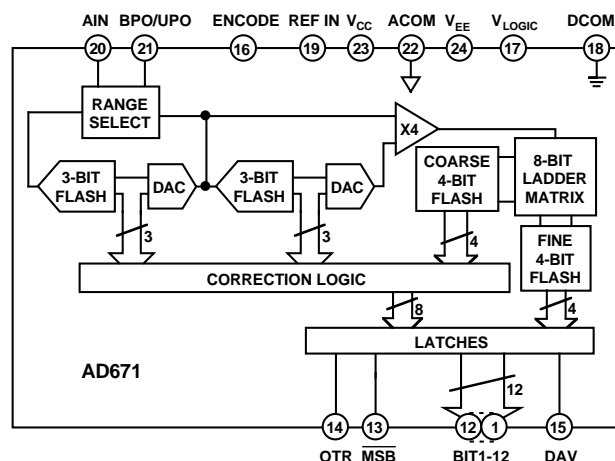 AIN BPO/UPO ENCODE REF IN VCC ACOM VEE VLOGIC DCOM
20 21 16 19 23 22 24 17 18
RANGE
SELECT
X4
3-BIT
FLASH
DAC
3-BIT
FLASH
DAC
COARSE
4-BIT
FLASH
8-BIT
LADDER
MATRIX
3
3
4
FINE
4-BIT
FLASH
CORRECTION LOGIC
8
4
LATCHES
AD671
12
14 13 12 1 15
OTR MSB BIT1-12 DAV